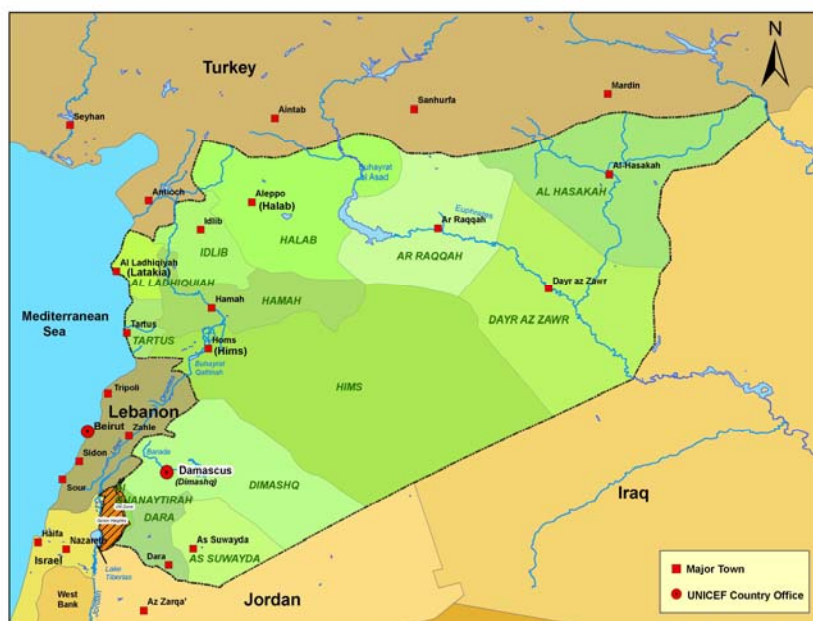 N
Turkey
Mardin
Sanhurfa
Aintab
Seyhan
Buhayrat
al Asad
Al-Hasakah
Antioch
Aleppo
(Halab)
AL HASAKAH
Euphrates
Idlib
Ar Raqqah
IDLIB
HALAB
AR RAQQAH
Al Ladhiqiyah
(Latakia)
AL LADHIQUIAH
Dayr az Zawr
HAMAH
Hamah
Mediterranean
Sea
DAYR AZ ZAWR
Tartus
TARTUS
Homs
(Hims)
Buhayrat
Qattinah
HIMS
Tripoli
Lebanon
Beirut
Zahle
Barada
Sidon
Damascus
(Dimashq)
DIMASHQ
Sour
Iraq
DARA
Golan Heights
Haifa
Nazareth
As Suwayda
Israel
AS SUWAYDA
Dara
Lake
Tiberias
West
Bank
Jordan
Az Zarqa'
Major Town
UNICEF Country Office